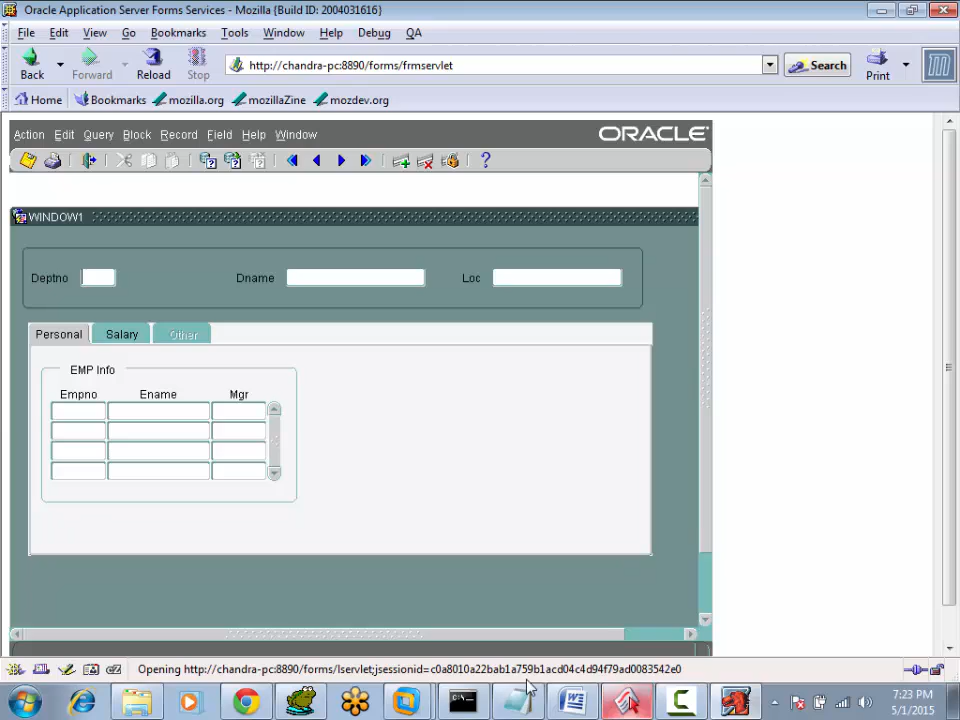 Oracle Application Server Forms Services - Mozilla {Build ID: 2004031616}
File Edit View Go Bookmarks Tools Window Help Debug QA
Back Forward Reload Stop http://chandra-pc:8890/forms/frmservlet Search Print
Home Bookmarks mozilla.org mozillaZine mozdev.org
Action Edit Query Block Record Field Help Window ORACLE
WINDOW1
Deptno Dname Loc
Personal Salary Other
EMP Info
Empno Ename Mgr
Opening http://chandra-pc:8890/forms/lservlet;jsessionid=c0a8010a22bab1a759b1acd04c4d94f79ad0083542e0
7:23 PM
5/1/2015